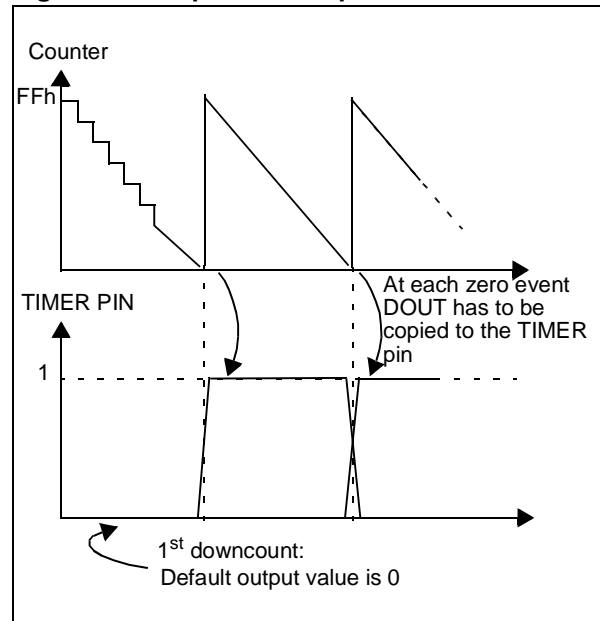 Counter
FFh
At each zero event
DOUT has to be
copied to the TIMER
pin
TIMER PIN
1
1st downcount:
Default output value is 0